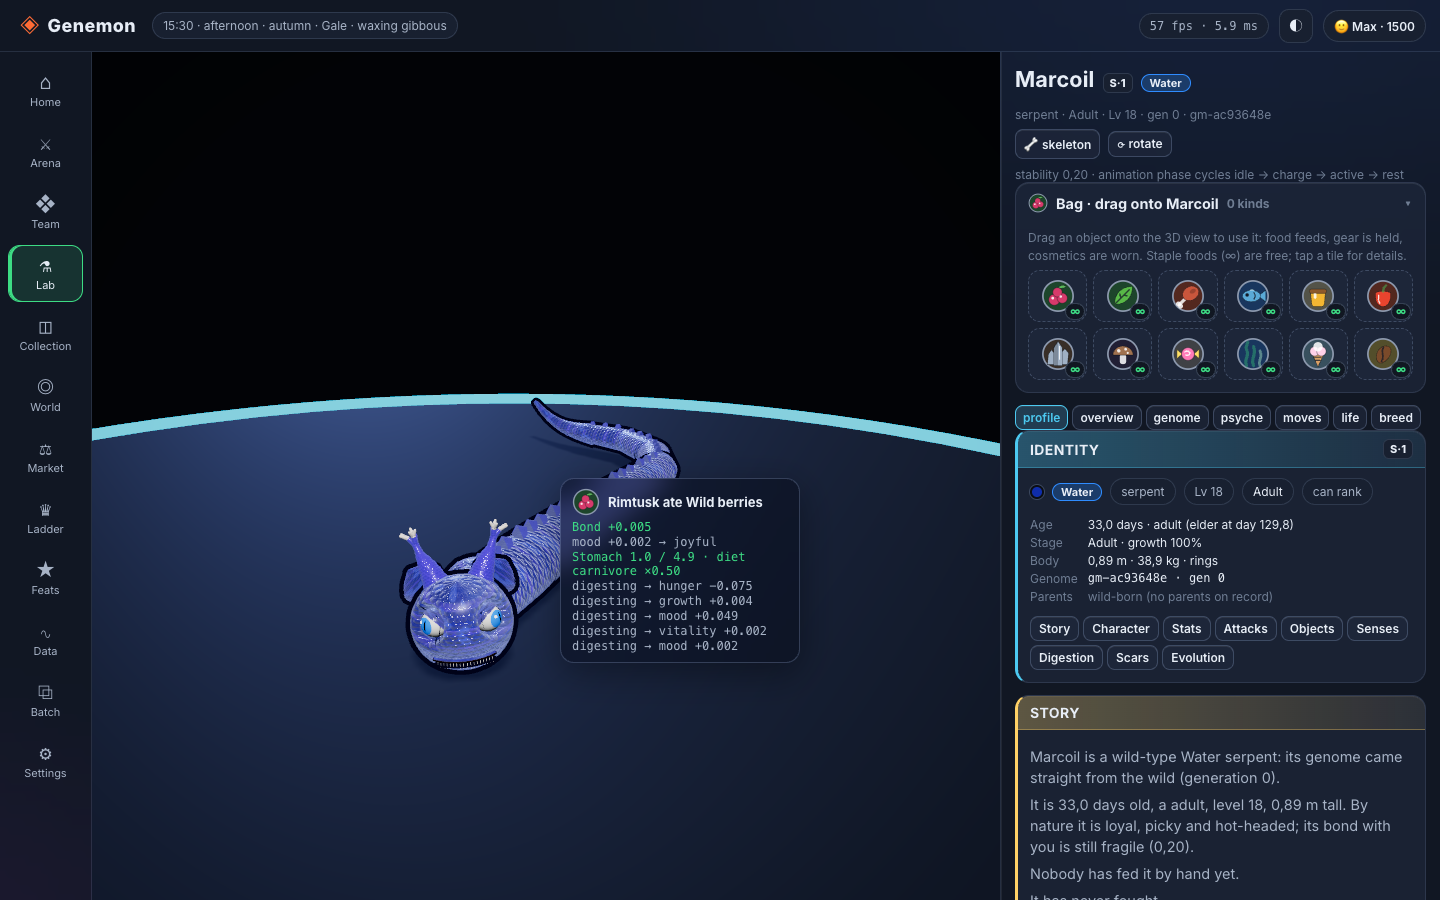 Genemon
15:30 · afternoon · autumn · Gale · waxing gibbous
57 fps · 5.9 ms
Max · 1500
Home
Arena
Team
Lab
Collection
World
Market
Ladder
Feats
Data
Batch
Settings
Rimtusk ate Wild berries
Bond +0.005
mood +0.002 → joyful
Stomach 1.0 / 4.9 · diet
carnivore ×0.50
digesting → hunger −0.075
digesting → growth +0.004
digesting → mood +0.049
digesting → vitality +0.002
digesting → mood +0.002
Marcoil S·1 Water
serpent · Adult · Lv 18 · gen 0 · gm-ac93648e
skeleton rotate
stability 0,20 · animation phase cycles idle → charge → active → rest
Bag · drag onto Marcoil 0 kinds
Drag an object onto the 3D view to use it: food feeds, gear is held,
cosmetics are worn. Staple foods (∞) are free; tap a tile for details.
∞ ∞ ∞ ∞ ∞ ∞
∞ ∞ ∞ ∞ ∞ ∞
profile overview genome psyche moves life breed
IDENTITY S·1
Water serpent Lv 18 Adult can rank
Age 33,0 days · adult (elder at day 129,8)
Stage Adult · growth 100%
Body 0,89 m · 38,9 kg · rings
Genome gm-ac93648e · gen 0
Parents wild-born (no parents on record)
Story Character Stats Attacks Objects Senses
Digestion Scars Evolution
STORY
Marcoil is a wild-type Water serpent: its genome came
straight from the wild (generation 0).
It is 33,0 days old, a adult, level 18, 0,89 m tall. By
nature it is loyal, picky and hot-headed; its bond with
you is still fragile (0,20).
Nobody has fed it by hand yet.
It has never fought